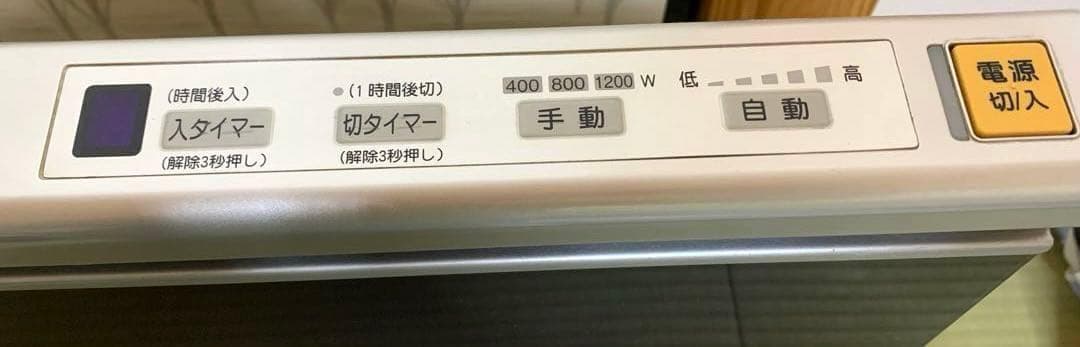 (時間後入)
入タイマー
(解除3秒押し)
(1時間後切)
切タイマー
(解除3秒押し)
400 800 1200 W
手動
低 高
自動
電源
切/入